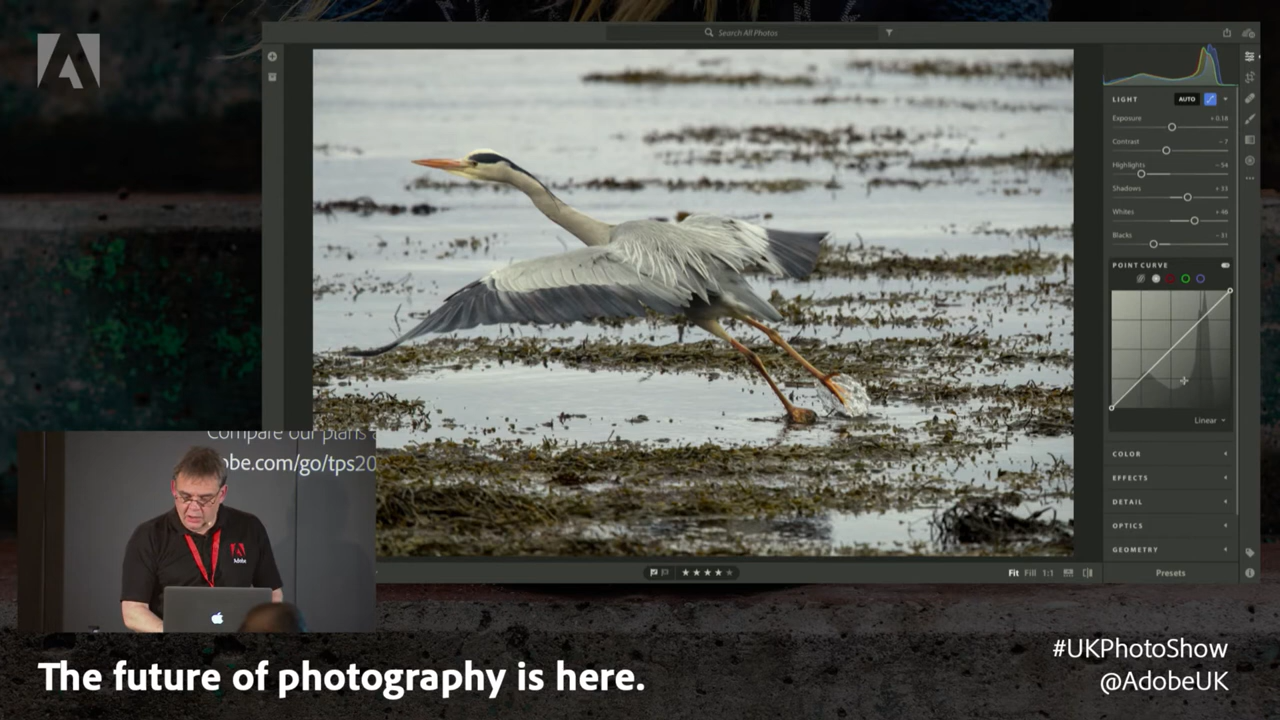 Search All Photos
LIGHT
AUTO
Exposure
+ 0.18
Contrast
- 7
Highlights
- 54
Shadows
+ 33
Whites
+ 46
Blacks
- 31
POINT CURVE
Linear
COLOR
EFFECTS
DETAIL
OPTICS
GEOMETRY
Fit Fill 1:1
Presets
Compare our plans a
obe.com/go/tps20
Adobe
The future of photography is here.
#UKPhotoShow
@AdobeUK